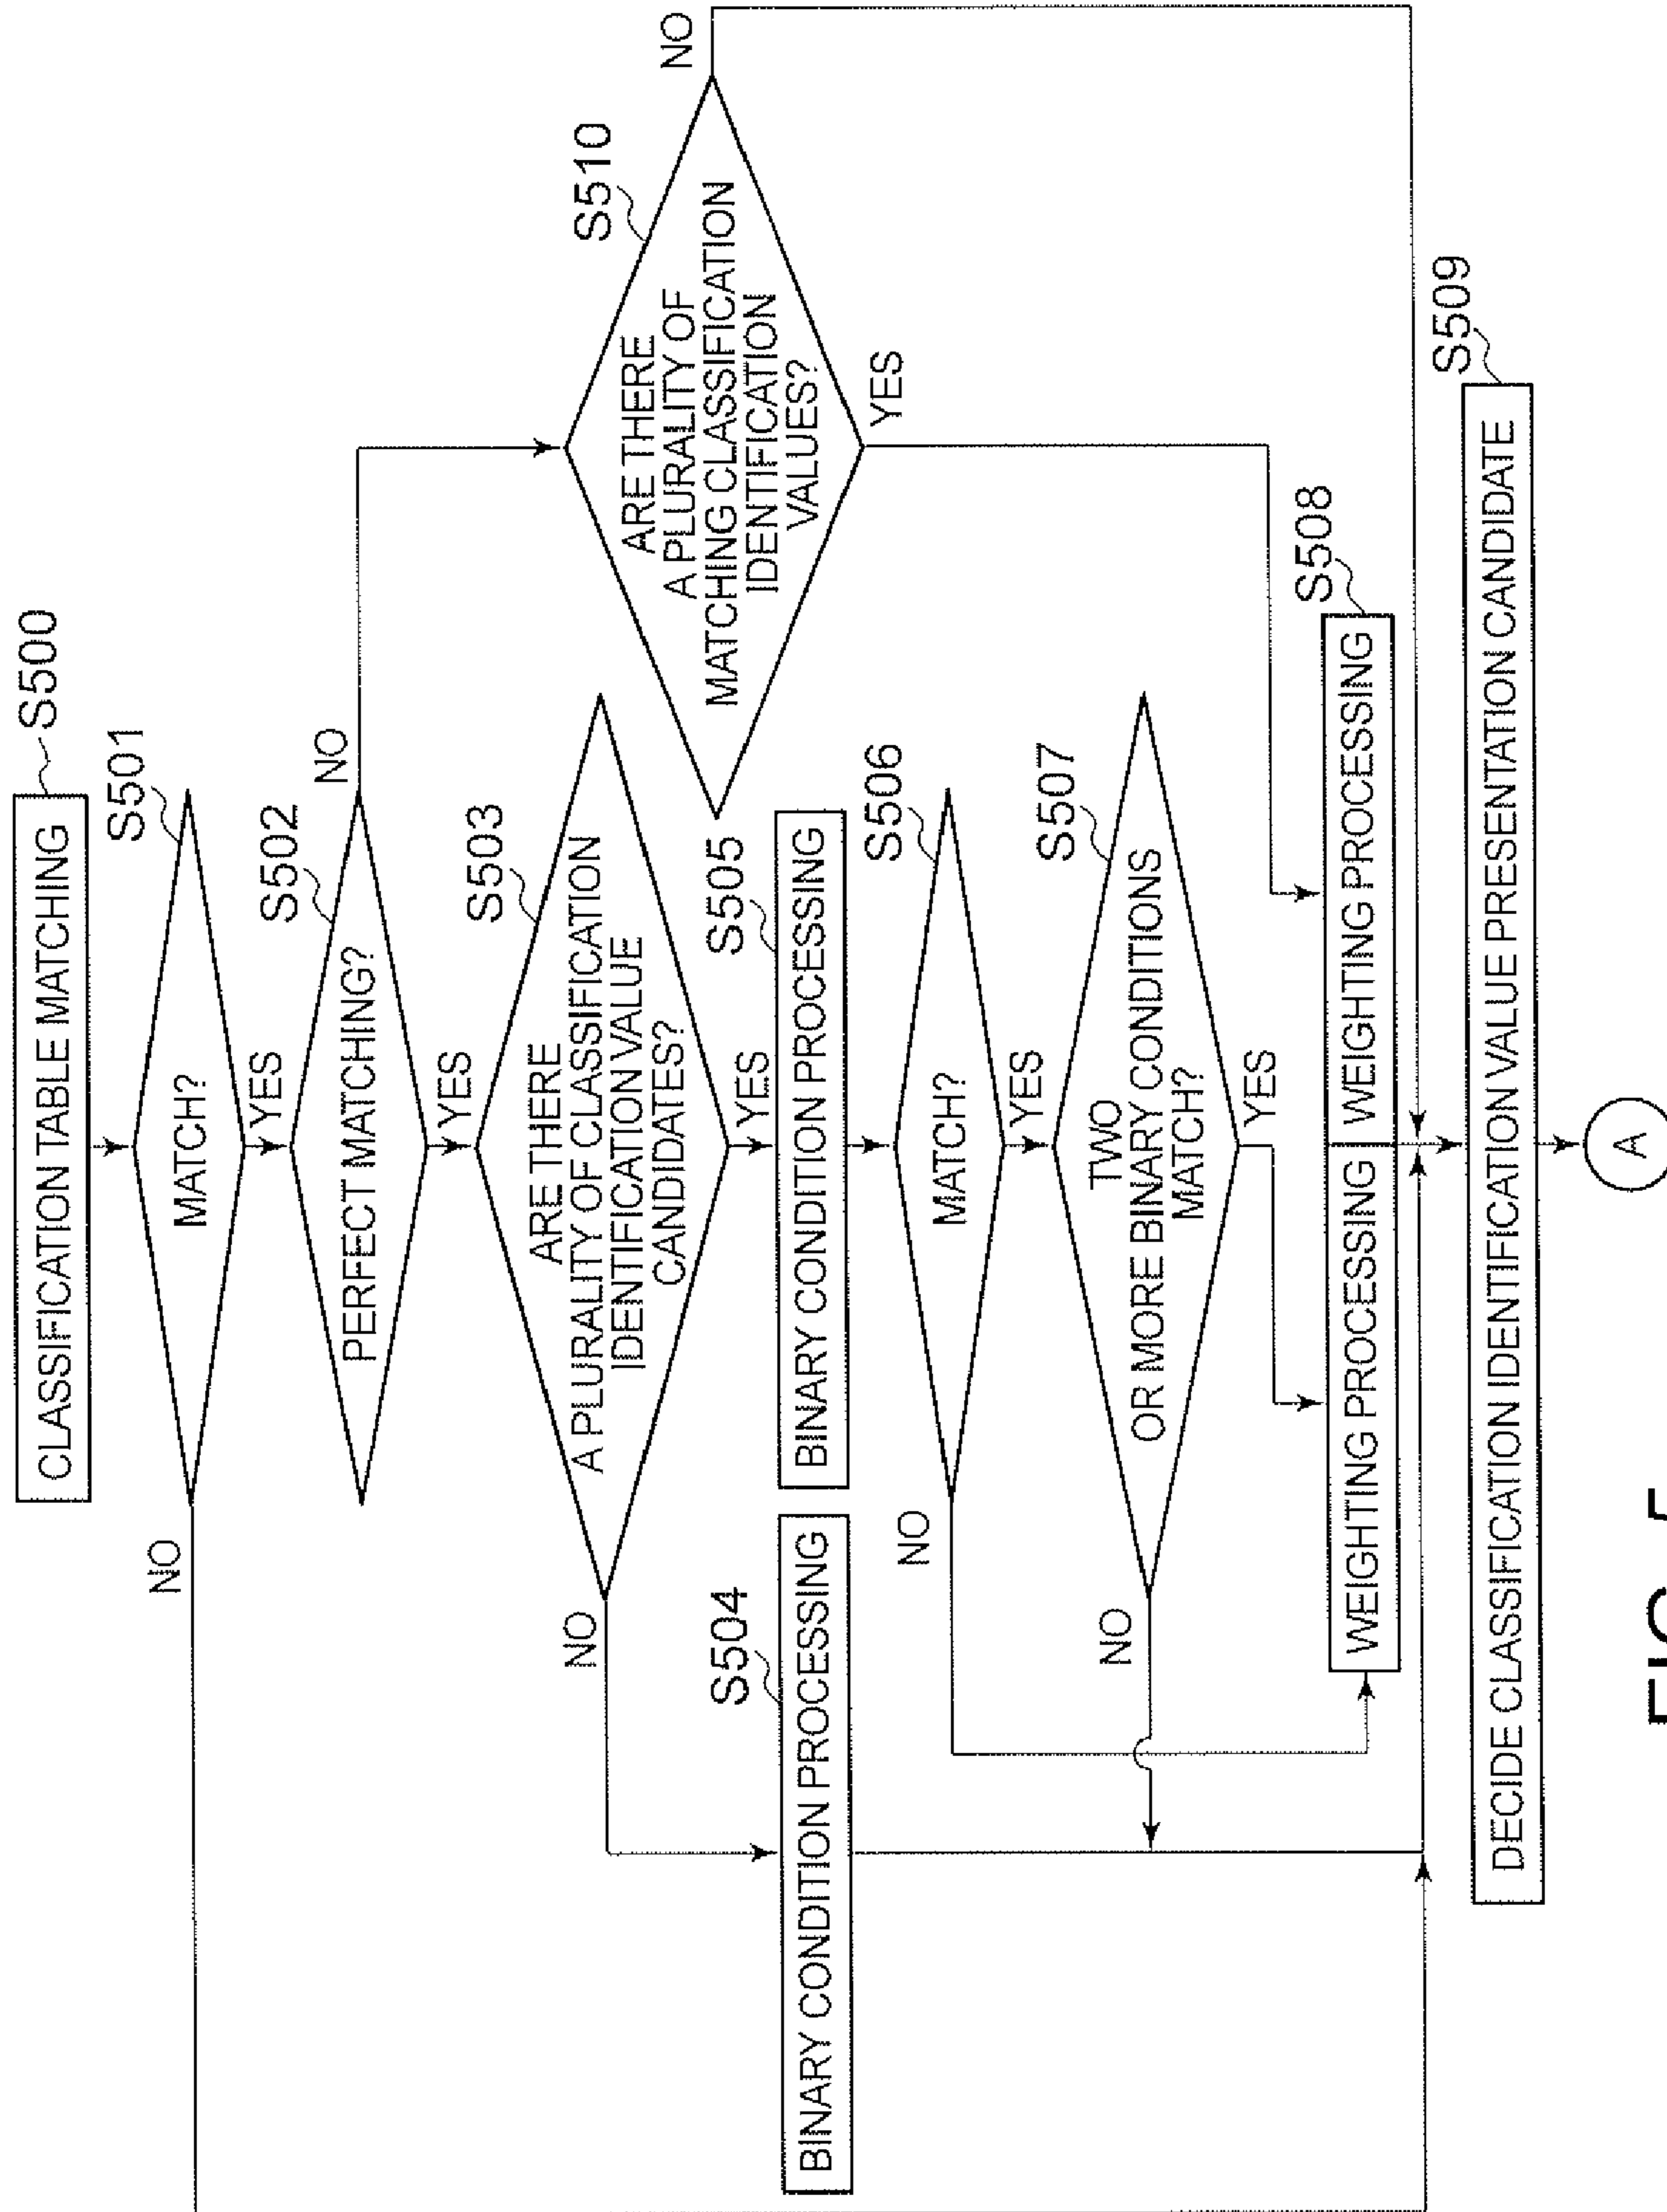 CLASSIFICATION TABLE MATCHING
S500
MATCH?
S501
NO
YES
PERFECT MATCHING?
S502
NO
YES
ARE THERE
A PLURALITY OF CLASSIFICATION
IDENTIFICATION VALUE
CANDIDATES?
S503
NO
YES
ARE THERE
A PLURALITY OF
MATCHING CLASSIFICATION
IDENTIFICATION
VALUES?
S510
NO
YES
BINARY CONDITION PROCESSING
S504
BINARY CONDITION PROCESSING
S505
MATCH?
S506
NO
YES
TWO
OR MORE BINARY CONDITIONS
MATCH?
S507
NO
YES
WEIGHTING PROCESSING
WEIGHTING PROCESSING
S508
DECIDE CLASSIFICATION IDENTIFICATION VALUE PRESENTATION CANDIDATE
S509
A